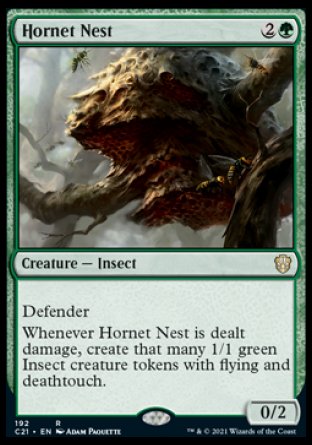 Hornet Nest 2
Creature — Insect
Defender
Whenever Hornet Nest is dealt
damage, create that many 1/1 green
Insect creature tokens with flying and
deathtouch.
0/2
192 R
C21 • EN Adam Paquette
™ & © 2021 Wizards of the Coast